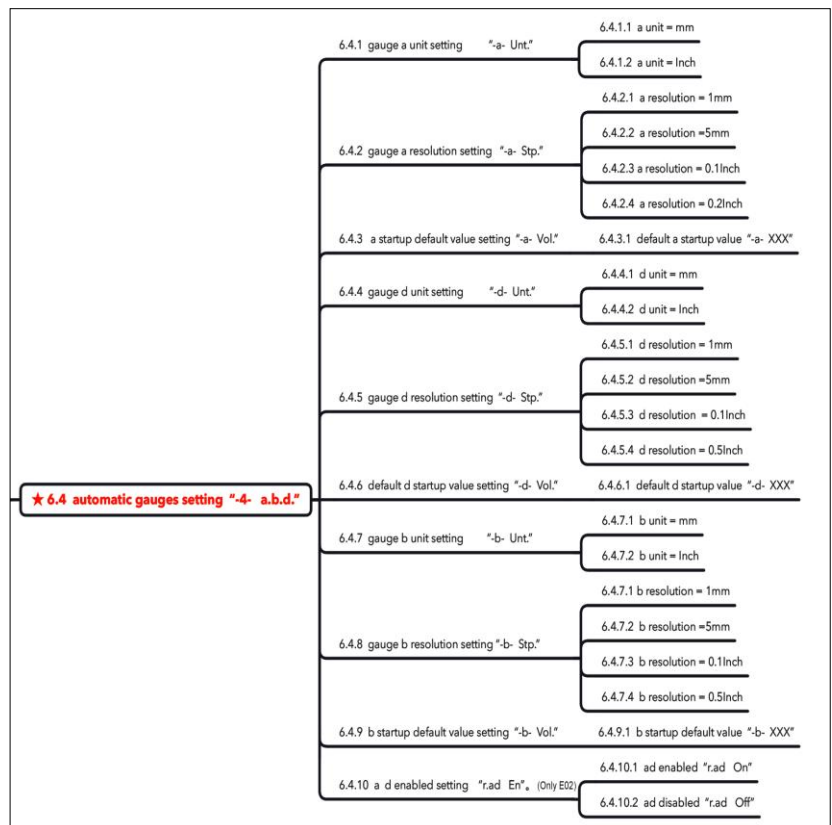 6.4.1 gauge a unit setting "-a- Unt."
6.4.1.1 a unit = mm
6.4.1.2 a unit = Inch
6.4.2 gauge a resolution setting "-a- Stp."
6.4.2.1 a resolution = 1mm
6.4.2.2 a resolution =5mm
6.4.2.3 a resolution = 0.1Inch
6.4.2.4 a resolution = 0.2Inch
6.4.3 a startup default value setting "-a- Vol."
6.4.3.1 default a startup value "-a- XXX"
6.4.4 gauge d unit setting "-d- Unt."
6.4.4.1 d unit = mm
6.4.4.2 d unit = Inch
6.4.5 gauge d resolution setting "-d- Stp."
6.4.5.1 d resolution = 1mm
6.4.5.2 d resolution =5mm
6.4.5.3 d resolution = 0.1Inch
6.4.5.4 d resolution = 0.5Inch
★ 6.4 automatic gauges setting "-4- a.b.d."
6.4.6 default d startup value setting "-d- Vol."
6.4.6.1 default d startup value "-d- XXX"
6.4.7 gauge b unit setting "-b- Unt."
6.4.7.1 b unit = mm
6.4.7.2 b unit = Inch
6.4.8 gauge b resolution setting "-b- Stp."
6.4.7.1 b resolution = 1mm
6.4.7.2 b resolution =5mm
6.4.7.3 b resolution = 0.1Inch
6.4.7.4 b resolution = 0.5Inch
6.4.9 b startup default value setting "-b- Vol."
6.4.9.1 b startup default value "-b- XXX"
6.4.10 a d enabled setting "r.ad En"。(Only E02)
6.4.10.1 ad enabled "r.ad On"
6.4.10.2 ad disabled "r.ad Off"